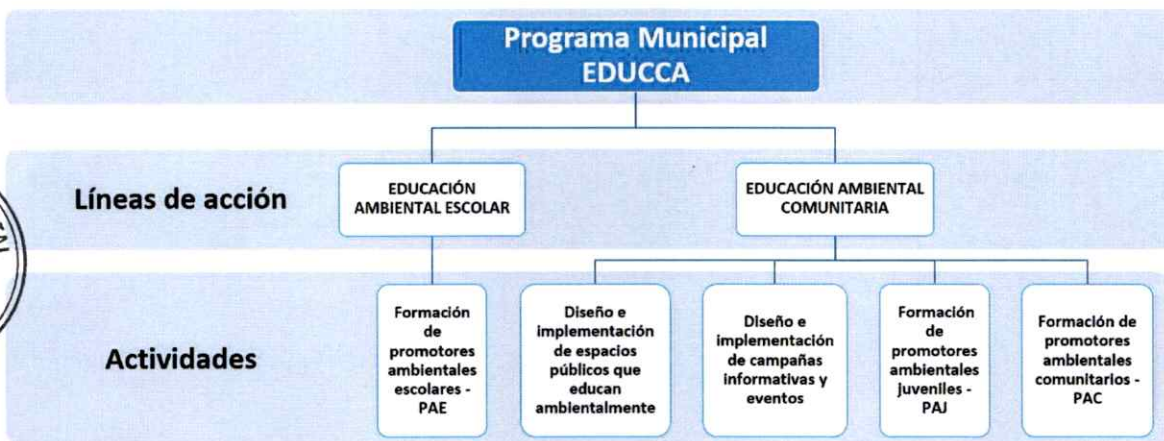 Programa Municipal
EDUCCA
Líneas de acción
EDUCACIÓN
AMBIENTAL ESCOLAR
EDUCACIÓN AMBIENTAL
COMUNITARIA
Actividades
Formación
de
promotores
ambientales
escolares -
PAE
Diseño e
implementación
de espacios
públicos que
educan
ambientalmente
Diseño e
implementación
de campañas
informativas y
eventos
Formación
de
promotores
ambientales
juveniles - PAJ
Formación de
promotores
ambientales
comunitarios -
PAC